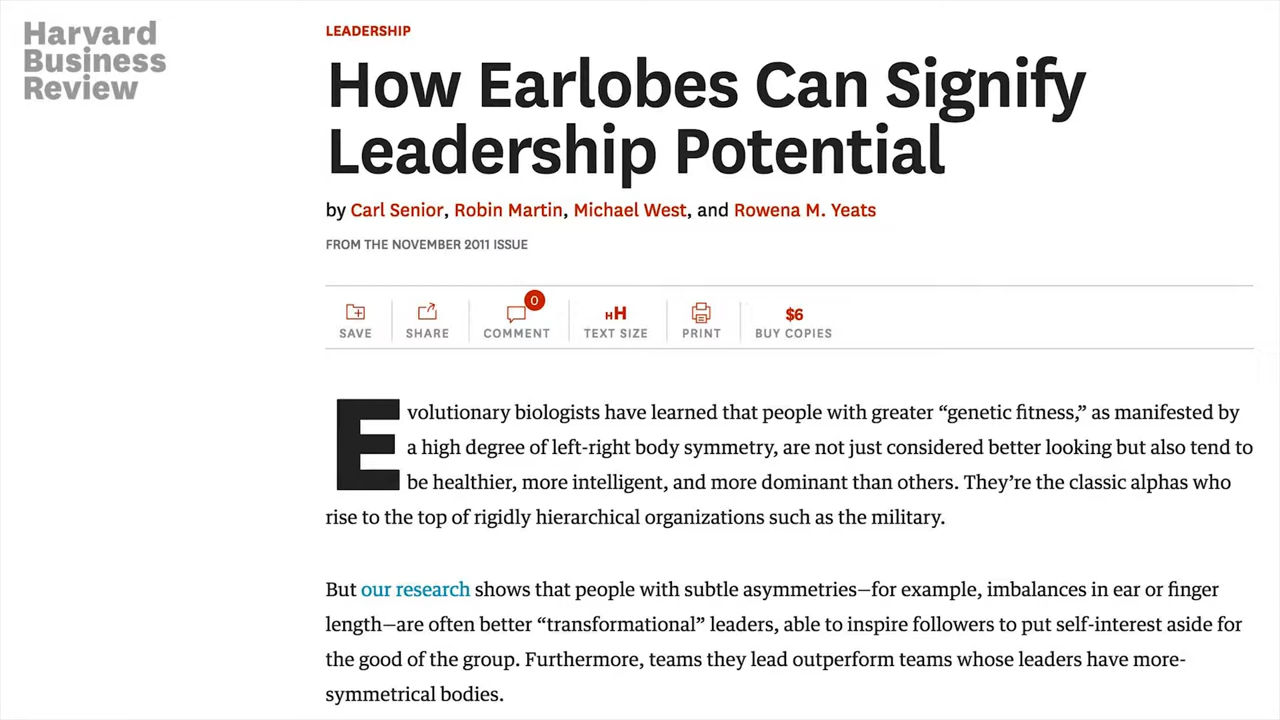 Harvard
Business
Review
LEADERSHIP
How Earlobes Can Signify
Leadership Potential
by Carl Senior, Robin Martin, Michael West, and Rowena M. Yeats
FROM THE NOVEMBER 2011 ISSUE
0
HH
$6
SAVE SHARE COMMENT TEXT SIZE PRINT BUY COPIES
Evolutionary biologists have learned that people with greater “genetic fitness,” as manifested by
a high degree of left-right body symmetry, are not just considered better looking but also tend to
be healthier, more intelligent, and more dominant than others. They’re the classic alphas who
rise to the top of rigidly hierarchical organizations such as the military.
But our research shows that people with subtle asymmetries—for example, imbalances in ear or finger
length—are often better “transformational” leaders, able to inspire followers to put self-interest aside for
the good of the group. Furthermore, teams they lead outperform teams whose leaders have more-
symmetrical bodies.